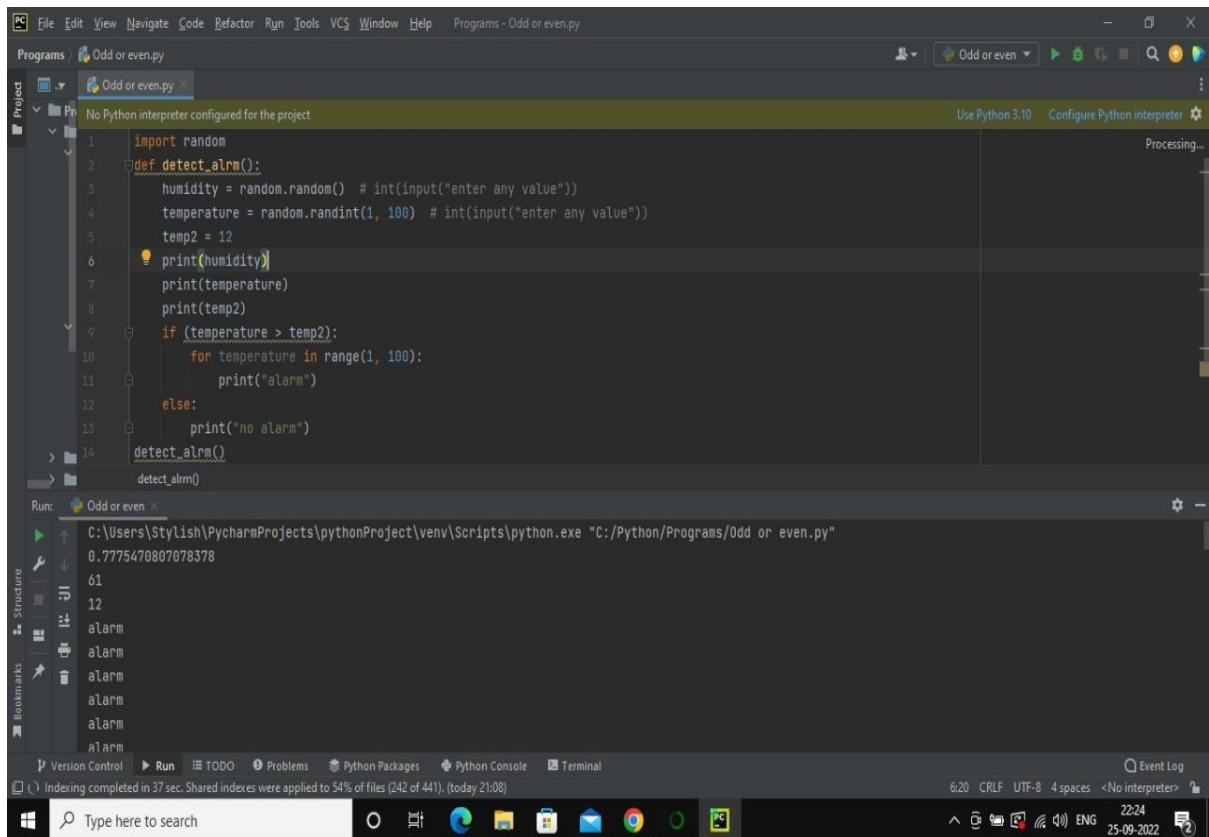 File Edit View Navigate Code Refactor Run Tools VCS Window Help Programs - Odd or even.py
Programs Odd or even.py Odd or even
Project
Odd or even.py
No Python interpreter configured for the project Use Python 3.10 Configure Python interpreter
Processing...
1 import random
2 def detect_alrm():
3 humidity = random.random() # int(input("enter any value"))
4 temperature = random.randint(1, 100) # int(input("enter any value"))
5 temp2 = 12
6 print(humidity)
7 print(temperature)
8 print(temp2)
9 if (temperature > temp2):
10 for temperature in range(1, 100):
11 print("alarm")
12 else:
13 print("no alarm")
14 detect_alrm()
detect_alrm()
Run: Odd or even
C:\Users\Stylish\PycharmProjects\pythonProject\venv\Scripts\python.exe "C:/Python/Programs/Odd or even.py"
0.7775470807078378
61
12
alarm
alarm
alarm
alarm
alarm
alarm
Structure
Bookmarks
Version Control Run TODO Problems Python Packages Python Console Terminal Event Log
Indexing completed in 37 sec. Shared indexes were applied to 54% of files (242 of 441). (today 21:08) 6:20 CRLF UTF-8 4 spaces <No interpreter>
Type here to search ENG 22:24
25-09-2022 2